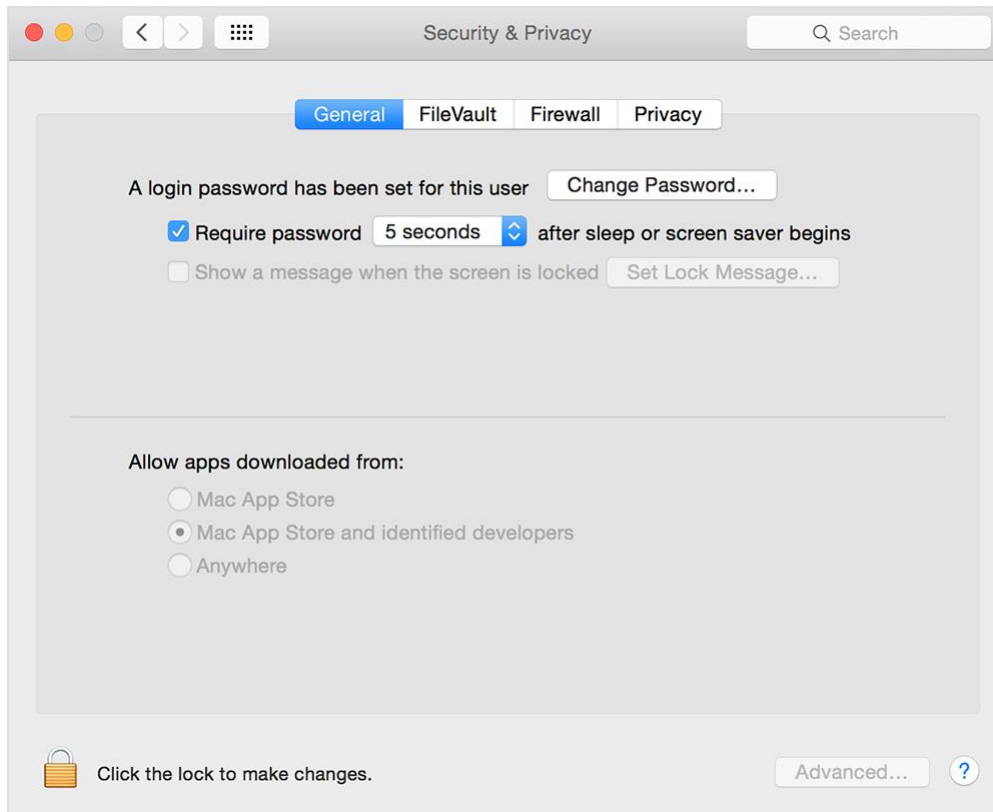 Security & Privacy
Search
General FileVault Firewall Privacy
A login password has been set for this user Change Password...
Require password 5 seconds after sleep or screen saver begins
Show a message when the screen is locked Set Lock Message...
Allow apps downloaded from:
Mac App Store
Mac App Store and identified developers
Anywhere
Click the lock to make changes.
Advanced...
?